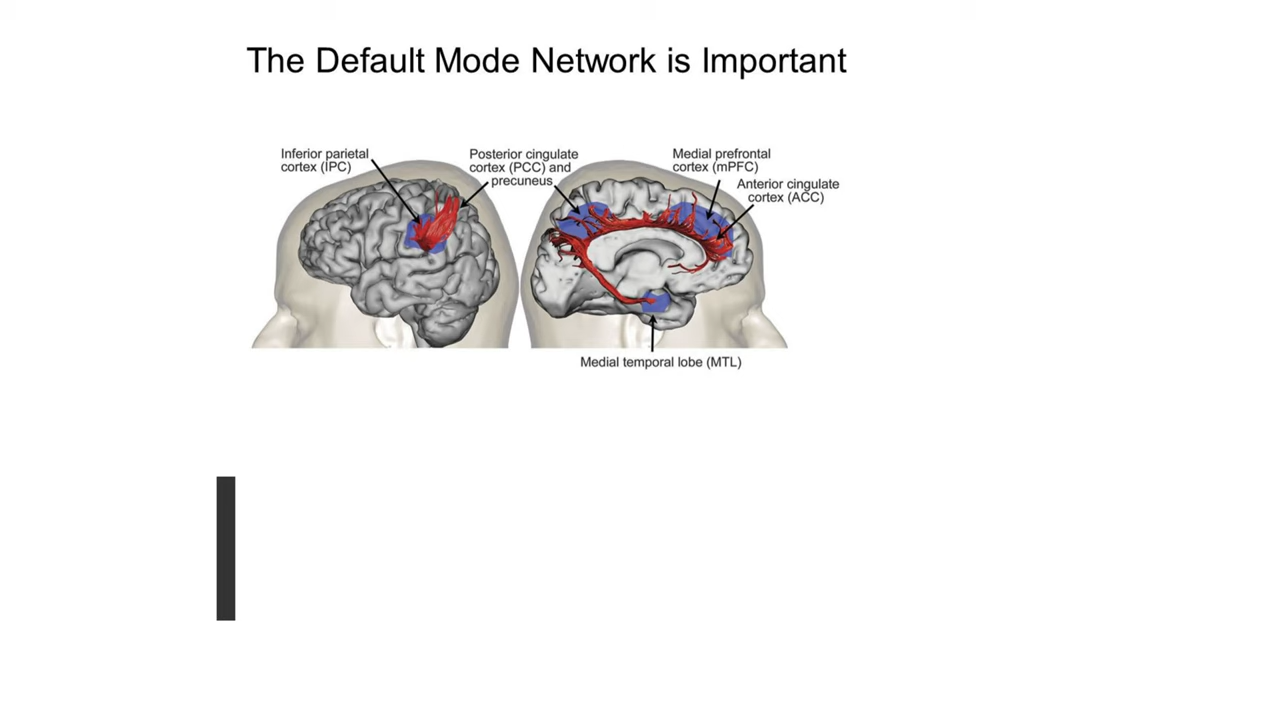 The Default Mode Network is Important
Inferior parietal
cortex (IPC)
Posterior cingulate
cortex (PCC) and
precuneus
Medial prefrontal
cortex (mPFC)
Anterior cingulate
cortex (ACC)
Medial temporal lobe (MTL)